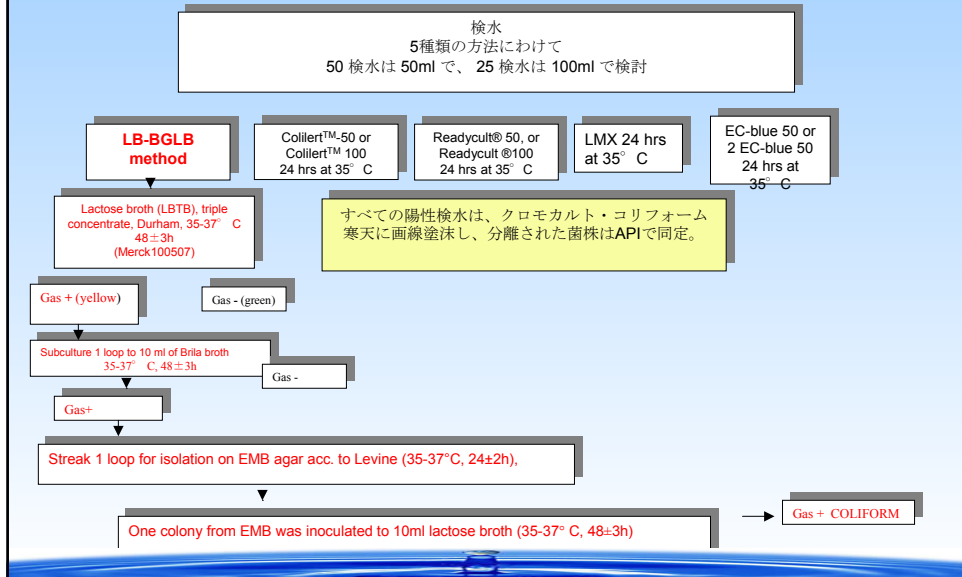 検水
5種類の方法にわけて
50 検水は 50ml で、 25 検水は 100ml で検討
LB-BGLB
method
Colilert™-50 or
Colilert™ 100
24 hrs at 35° C
Readycult® 50, or
Readycult ®100
24 hrs at 35° C
LMX 24 hrs
at 35° C
EC-blue 50 or
2 EC-blue 50
24 hrs at
35° C
Lactose broth (LBTB), triple
concentrate, Durham, 35-37° C
48±3h
(Merck100507)
すべての陽性検水は、クロモカルト・コリフォーム
寒天に画線塗沫し、分離された菌株はAPIで同定。
Gas + (yellow)
Gas - (green)
Subculture 1 loop to 10 ml of Brila broth
35-37° C, 48±3h
Gas -
Gas+
Streak 1 loop for isolation on EMB agar acc. to Levine (35-37°C, 24±2h),
One colony from EMB was inoculated to 10ml lactose broth (35-37° C, 48±3h)
Gas + COLIFORM